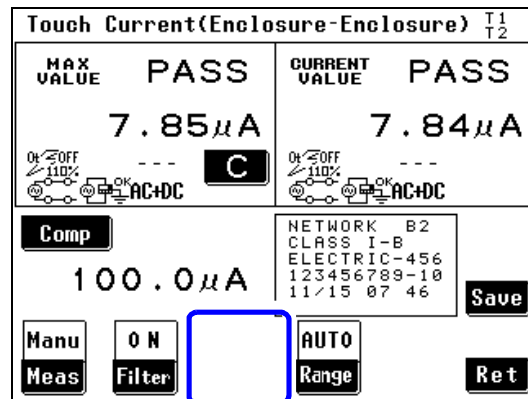 Touch Current(Enclosure-Enclosure) T1
T2
MAX VALUE PASS
7.85μA
0t OFF
110% ---
OK AC+DC
C
CURRENT VALUE PASS
7.84μA
0t OFF
110% ---
OK AC+DC
Comp
100.0μA
NETWORK B2
CLASS I-B
ELECTRIC-456
123456789-10
11/15 07 46
Save
Manu
Meas
ON
Filter
AUTO
Range
Ret